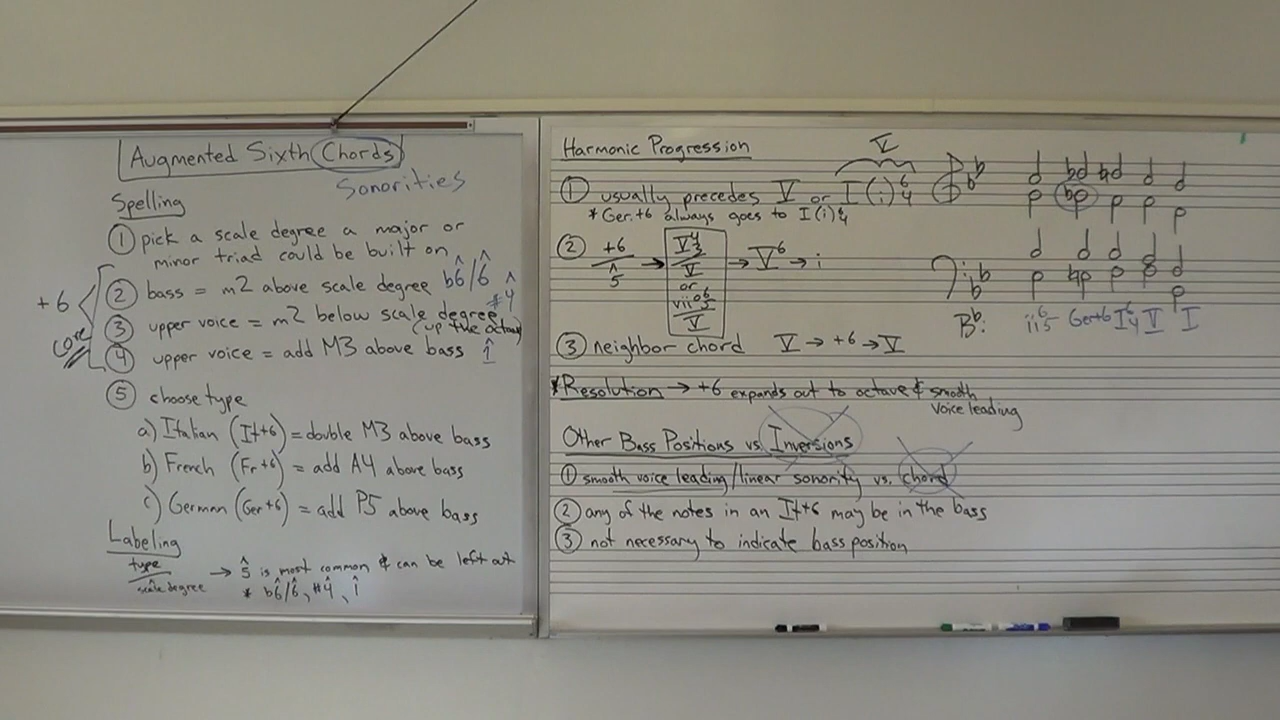 Augmented Sixth Chords
Sonorities
Spelling
① pick a scale degree a major or
minor triad could be built on
② bass = m2 above scale degree b6̂/6̂
③ upper voice = m2 below scale degree #4̂
(up the octave)
④ upper voice = add M3 above bass 1̂
+6
core
⑤ choose type
a) Italian (It+6) = double M3 above bass
b) French (Fr+6) = add A4 above bass
c) German (Ger+6) = add P5 above bass
Labeling
type
scale degree
→ 5̂ is most common & can be left out
* b6̂/6̂, #4̂, 1̂
Harmonic Progression
V
① usually precedes V or I(i)6/4
* Ger.+6 always goes to I(i)6/4
② +6/5̂ → V4/3/V or viio6/5/V → V6 → i
③ neighbor chord V → +6 → V
* Resolution → +6 expands out to octave & smooth
voice leading
Other Bass Positions vs. Inversions
① smooth voice leading/linear sonority vs. chord
② any of the notes in an It+6 may be in the bass
③ not necessary to indicate bass position
Bb: ii6/5 Ger+6 I6/4 V I